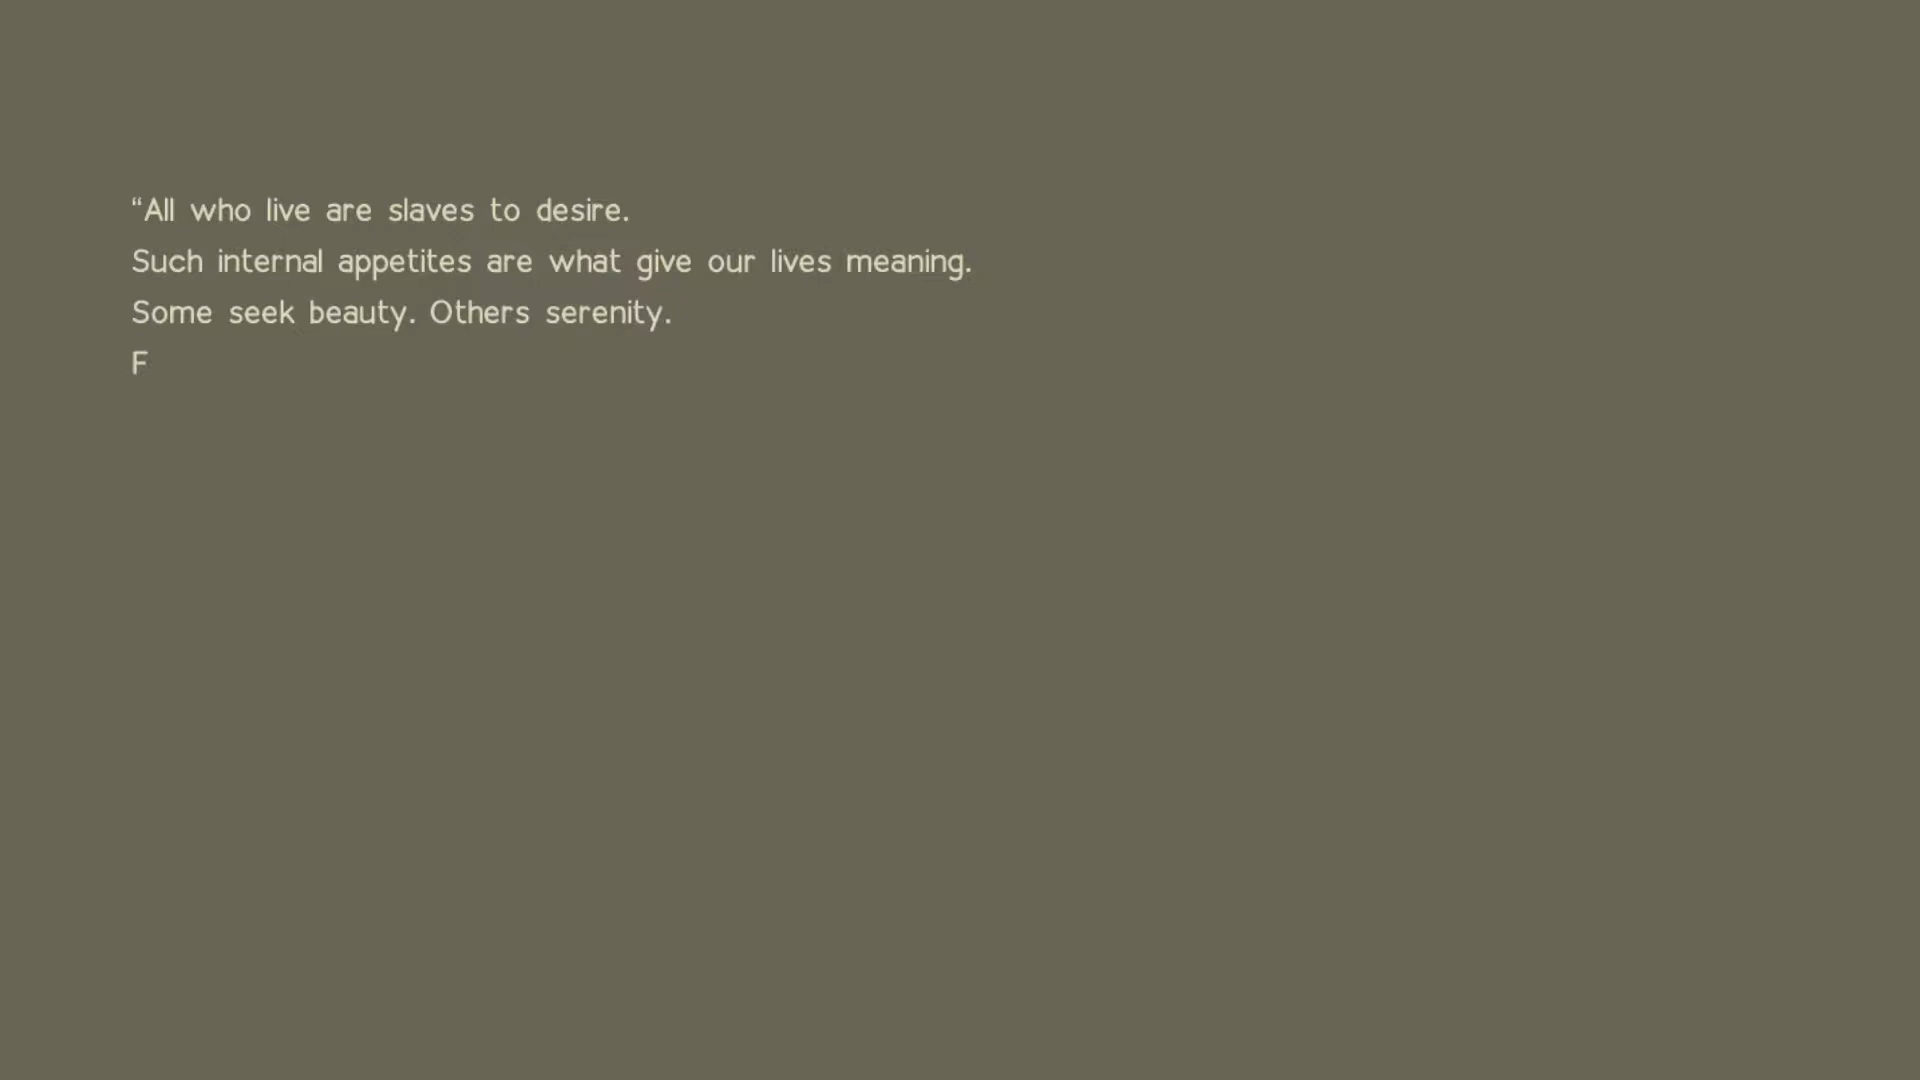 “All who live are slaves to desire.
Such internal appetites are what give our lives meaning.
Some seek beauty. Others serenity.
F